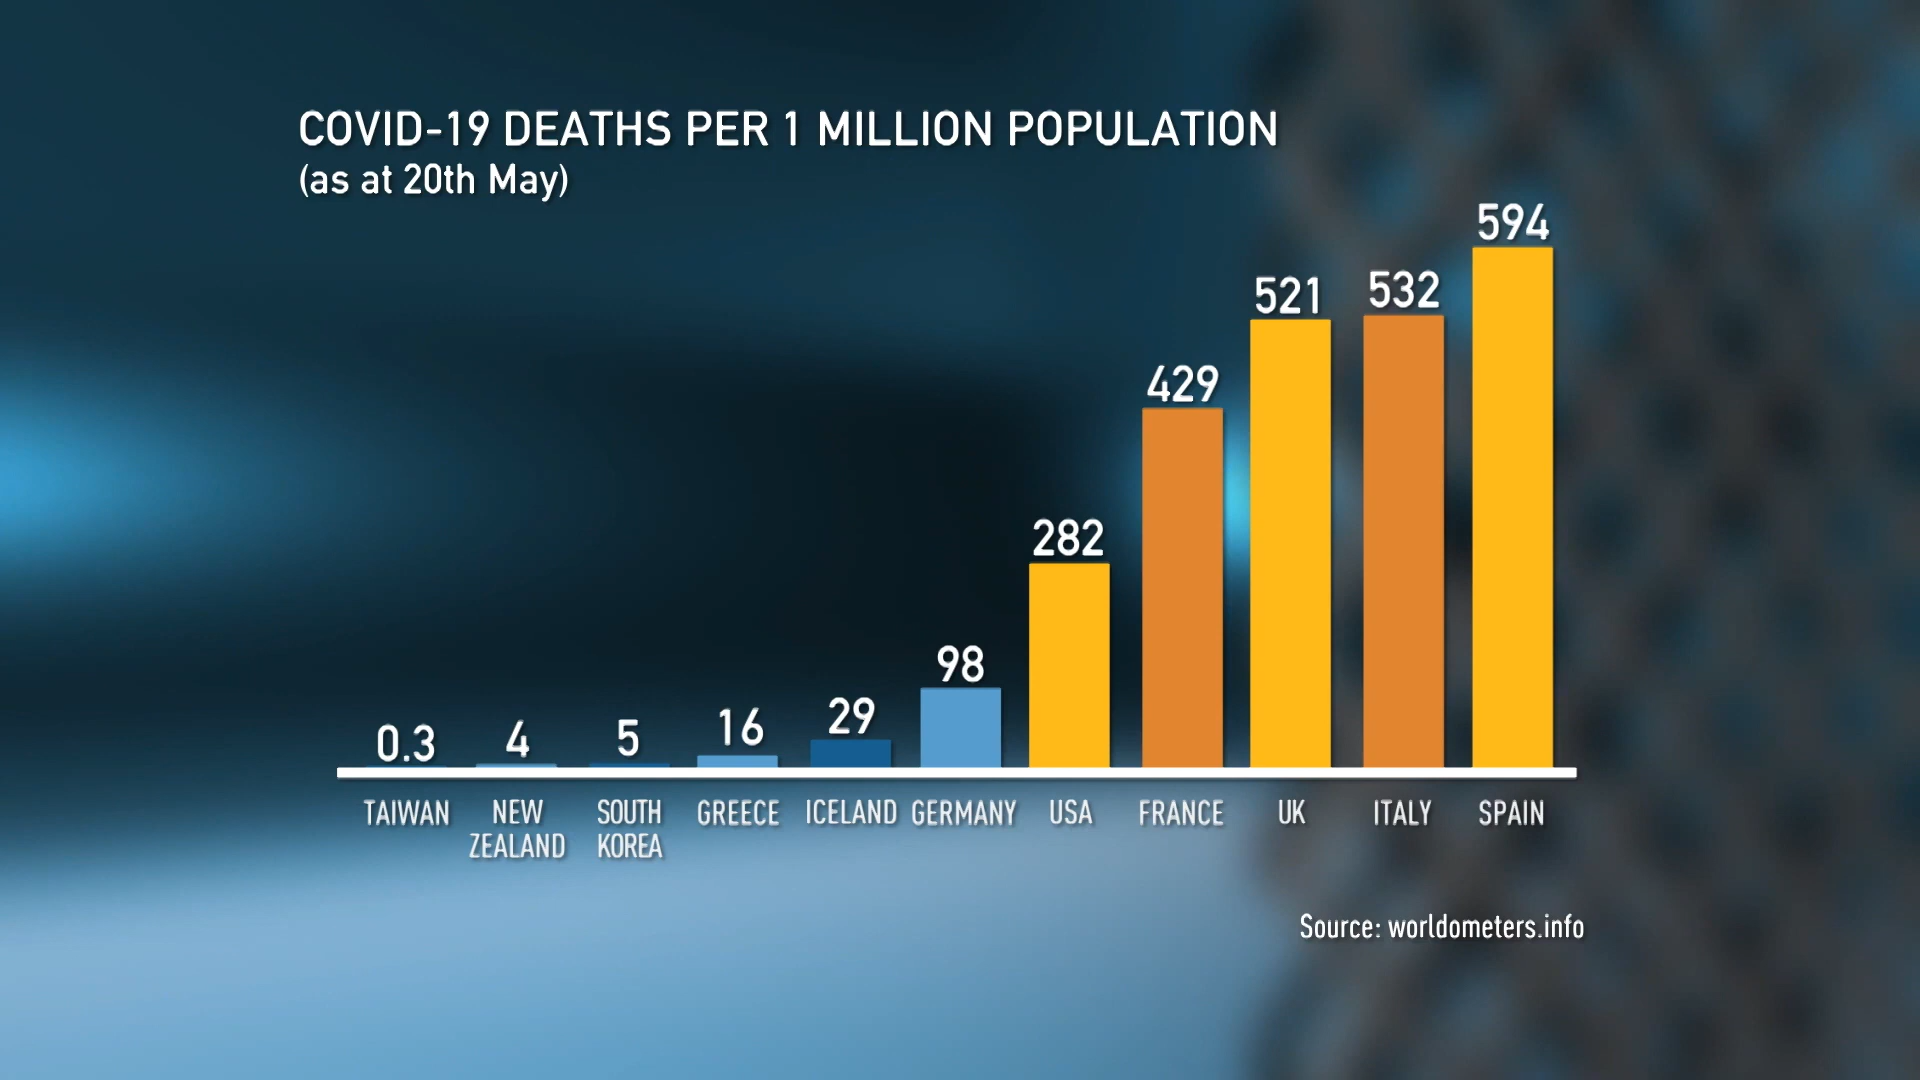 COVID-19 DEATHS PER 1 MILLION POPULATION
(as at 20th May)
0.3
4
5
16
29
98
282
429
521
532
594
TAIWAN
NEW
ZEALAND
SOUTH
KOREA
GREECE
ICELAND
GERMANY
USA
FRANCE
UK
ITALY
SPAIN
Source: worldometers.info